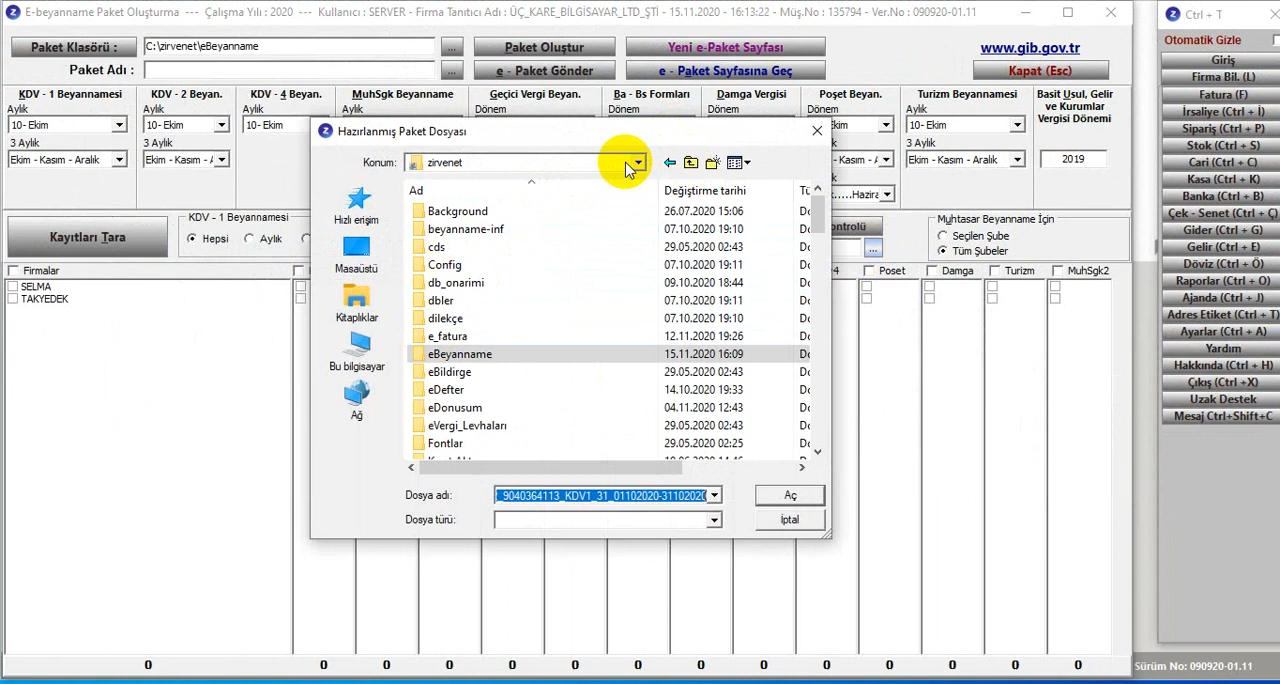 E-beyanname Paket Oluşturma --- Çalışma Yılı : 2020 --- Kullanıcı : SERVER - Firma Tanıtıcı Adı : ÜÇ_KARE_BİLGİSAYAR_LTD_ŞTİ - 15.11.2020 - 16:13:22 - Müş.No : 135794 - Ver.No : 090920-01.11
Ctrl + T
Paket Klasörü :
C:\zirvenet\eBeyanname
...
Paket Oluştur
Yeni e-Paket Sayfası
www.gib.gov.tr
Paket Adı :
...
e - Paket Gönder
e - Paket Sayfasına Geç
Kapat (Esc)
KDV - 1 Beyannamesi
KDV - 2 Beyan.
KDV - 4 Beyan.
MuhSgk Beyanname
Geçici Vergi Beyan.
Ba - Bs Formları
Damga Vergisi
Poşet Beyan.
Turizm Beyannamesi
Basit Usul, Gelir
ve Kurumlar
Vergisi Dönemi
Aylık
Aylık
Aylık
Aylık
Dönem
Dönem
Dönem
Aylık
10- Ekim
10- Ekim
10- Ekim
10- Ekim
3 Aylık
3 Aylık
3 Aylık
Ekim - Kasım - Aralık
Ekim - Kasım - A
Ekim - Kasım - Aralık
2019
Kayıtları Tara
KDV - 1 Beyannamesi
Hepsi
Aylık
...
Muhtasar Beyanname İçin
Seçilen Şube
Tüm Şubeler
Firmalar
Poset
Damga
Turizm
MuhSgk2
SELMA
TAKYEDEK
Hazırlanmış Paket Dosyası
Konum:
zirvenet
Hızlı erişim
Masaüstü
Kitaplıklar
Bu bilgisayar
Ağ
Ad
Değiştirme tarihi
Background 26.07.2020 15:06
beyanname-inf 07.10.2020 19:10
cds 29.05.2020 02:43
Config 07.10.2020 19:11
db_onarimi 09.10.2020 18:44
dbler 07.10.2020 19:11
dilekçe 07.10.2020 19:10
e_fatura 12.11.2020 19:26
eBeyanname 15.11.2020 16:09
eBildirge 29.05.2020 02:43
eDefter 14.10.2020 19:33
eDonusum 04.11.2020 12:43
eVergi_Levhaları 29.05.2020 02:43
Fontlar 29.05.2020 02:25
Dosya adı:
9040364113_KDV1_31_01102020-31102020
Aç
Dosya türü:
İptal
0 0 0 0 0 0 0 0 0 0 0 0 0 0
Otomatik Gizle
Giriş
Firma Bil. (L)
Fatura (F)
İrsaliye (Ctrl + İ)
Sipariş (Ctrl + P)
Stok (Ctrl + S)
Cari (Ctrl + C)
Kasa (Ctrl + K)
Banka (Ctrl + B)
Çek - Senet (Ctrl + Ç)
Gider (Ctrl + G)
Gelir (Ctrl + E)
Döviz (Ctrl + Ö)
Raporlar (Ctrl + O)
Ajanda (Ctrl + J)
Adres Etiket (Ctrl + T)
Ayarlar (Ctrl + A)
Yardım
Hakkında (Ctrl + H)
Çıkış (Ctrl +X)
Uzak Destek
Mesaj Ctrl+Shift+C
Sürüm No: 090920-01.11